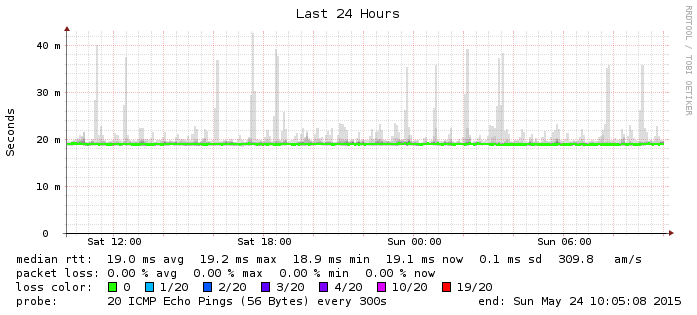 Last 24 Hours
RRDTOOL / TOBI OETIKER
Seconds
40 m
30 m
20 m
10 m
0
Sat 12:00 Sat 18:00 Sun 00:00 Sun 06:00
median rtt: 19.0 ms avg 19.2 ms max 18.9 ms min 19.1 ms now 0.1 ms sd 309.8 am/s
packet loss: 0.00 % avg 0.00 % max 0.00 % min 0.00 % now
loss color: 0 1/20 2/20 3/20 4/20 10/20 19/20
probe: 20 ICMP Echo Pings (56 Bytes) every 300s end: Sun May 24 10:05:08 2015